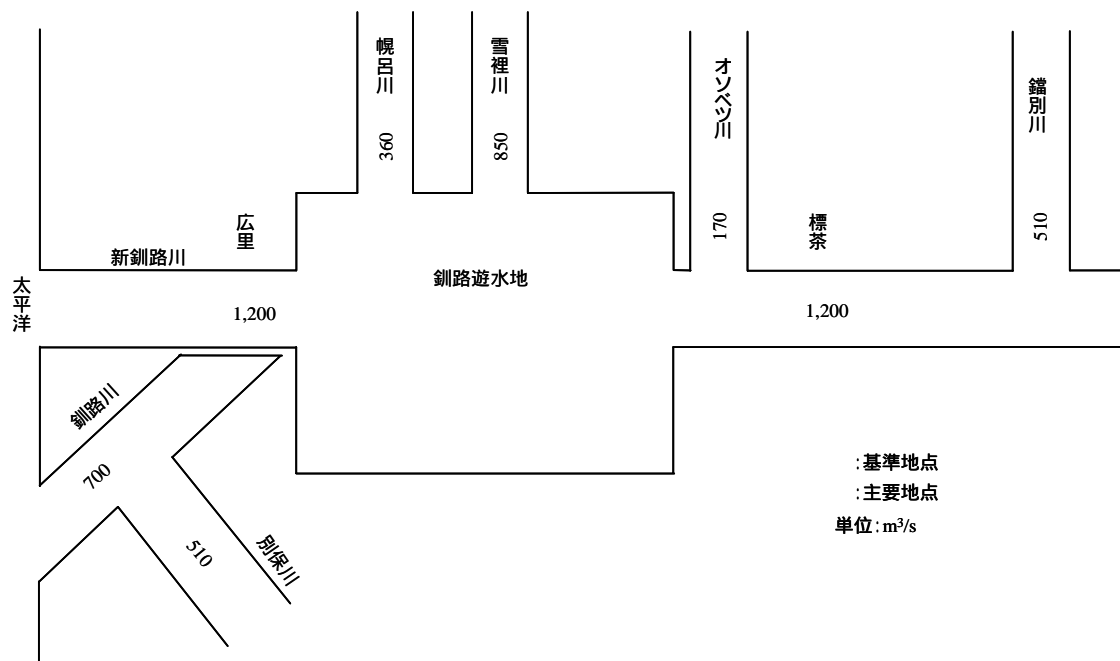 幌呂川
360
雪裡川
850
オソベツ川
170
鐺別川
510
広里
標茶
新釧路川
太平洋
1,200
釧路遊水地
1,200
釧路川
700
510
別保川
:基準地点
:主要地点
単位:m³/s